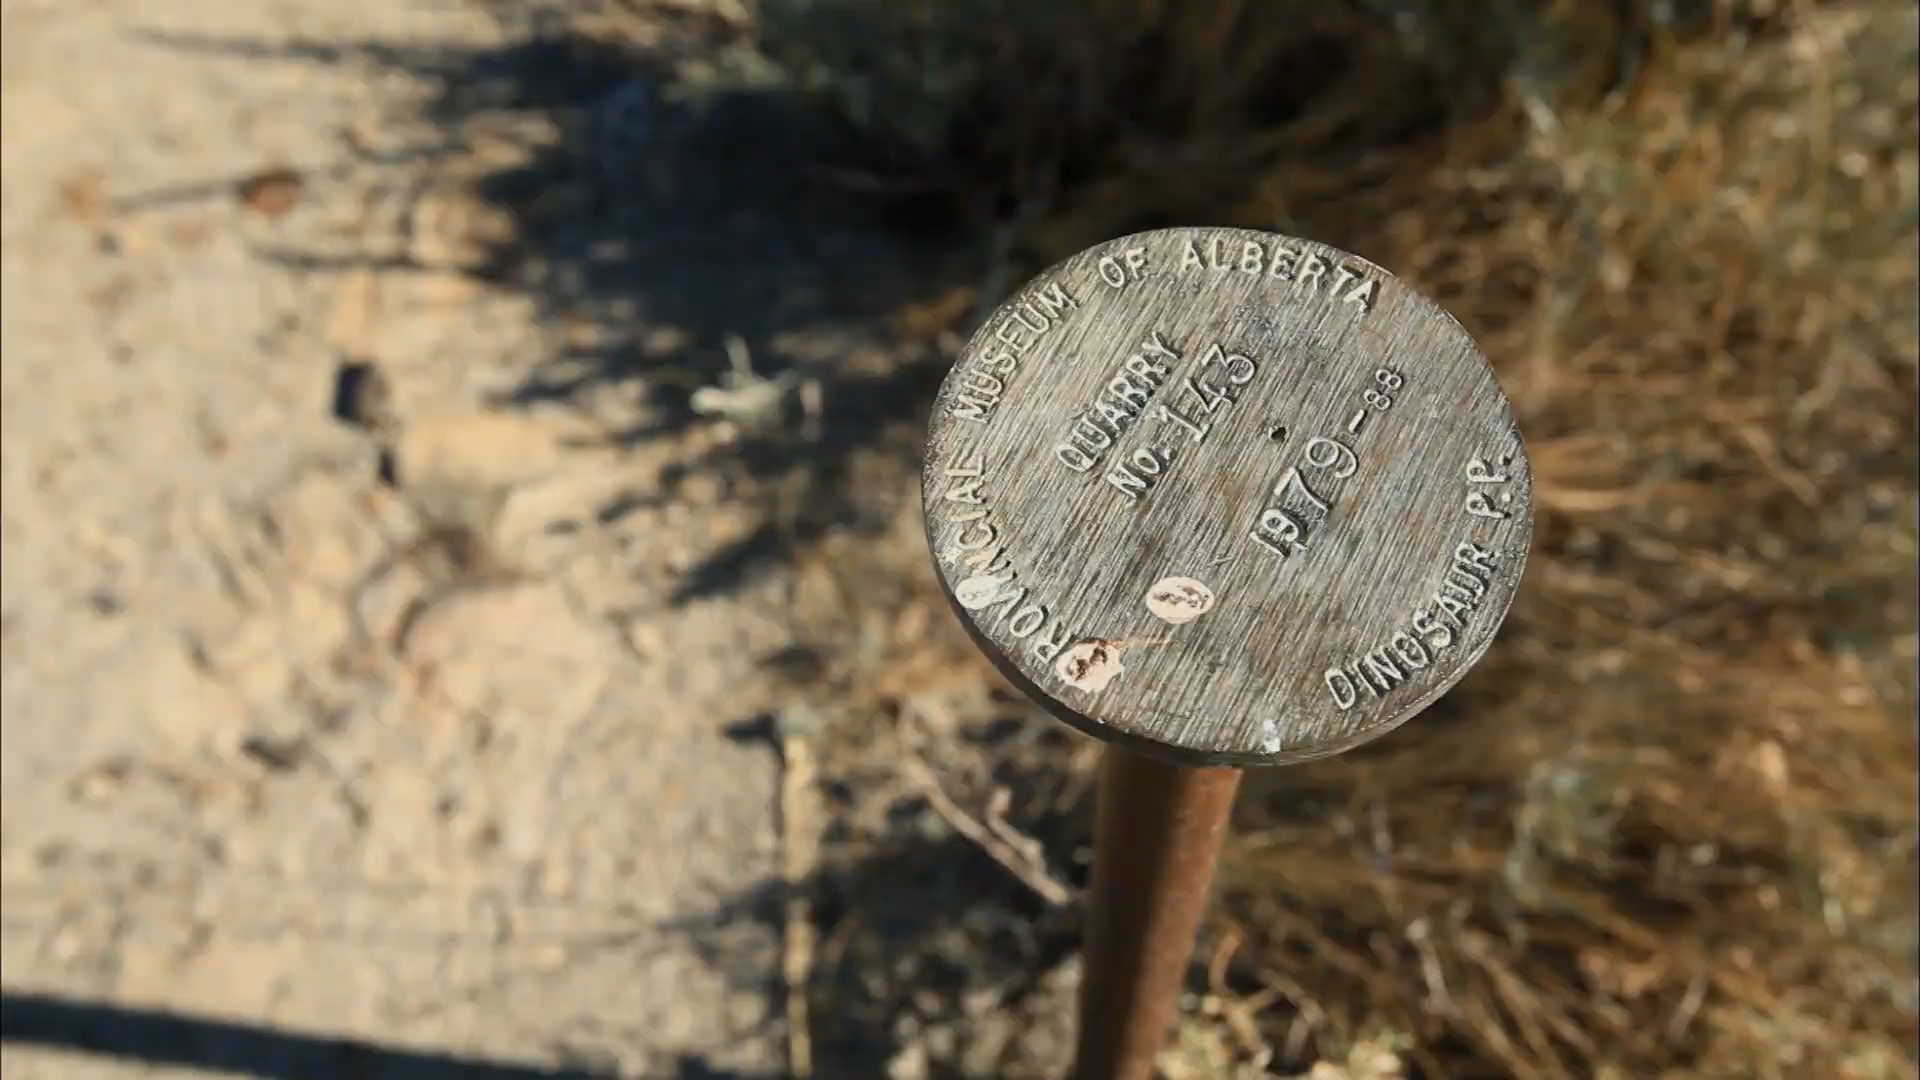 PROVINCIAL MUSEUM OF ALBERTA
QUARRY
No. 143
1979-88
DINOSAUR P.P.